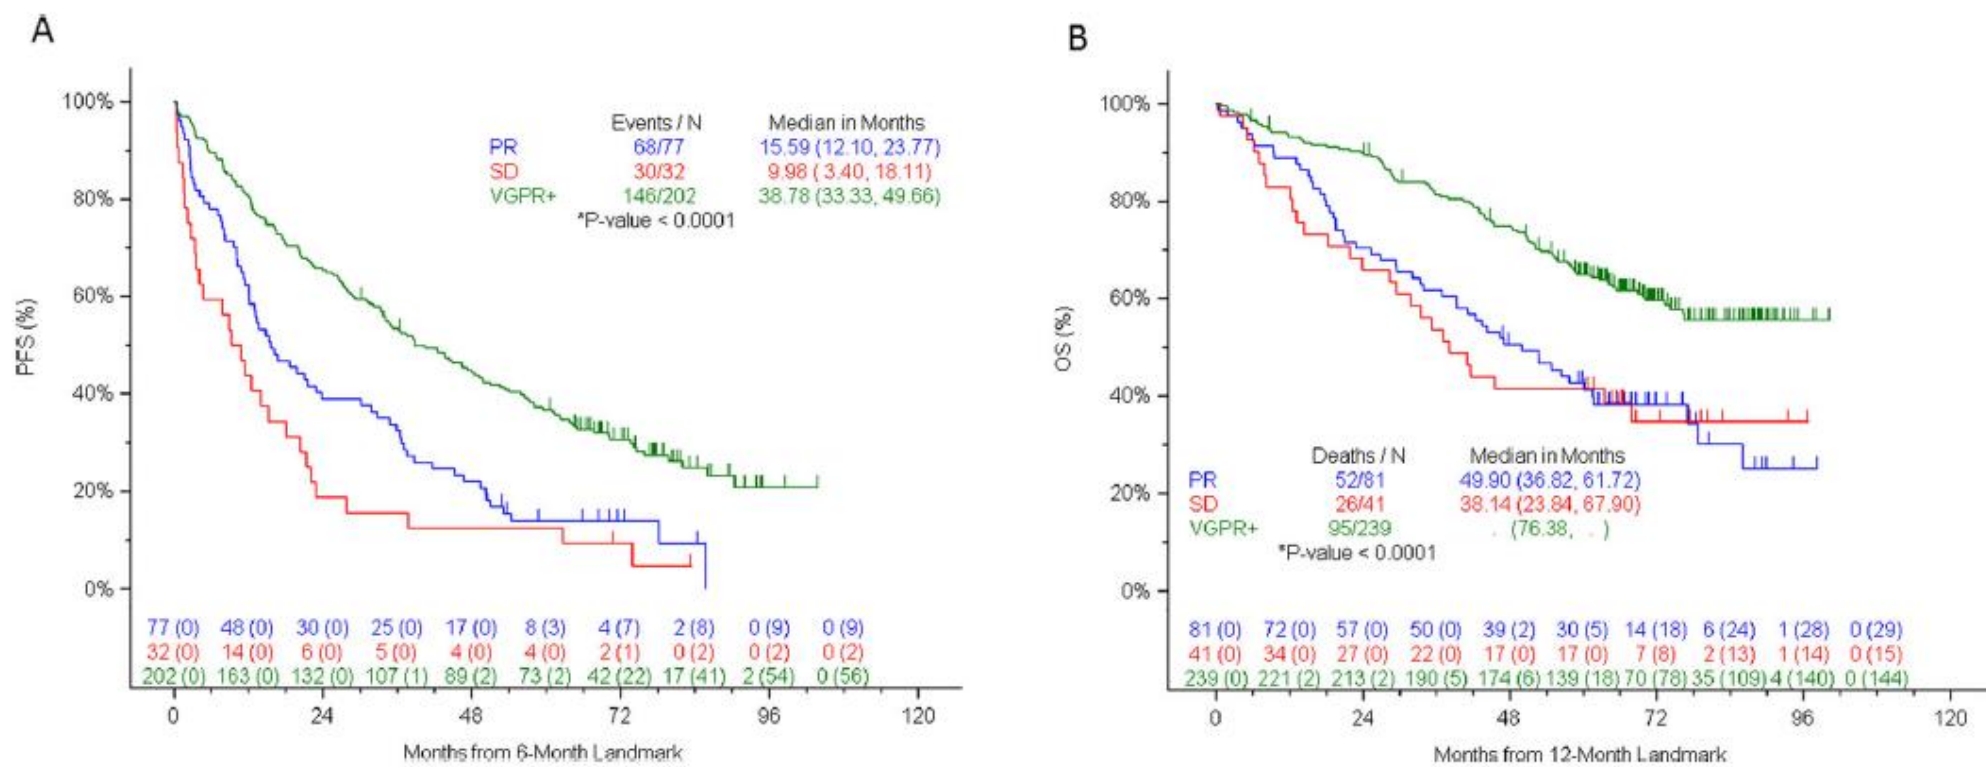 A
PFS (%)
100%
80%
60%
40%
20%
0%
Events / N Median in Months
PR 68/77 15.59 (12.10, 23.77)
SD 30/32 9.98 ( 3.40, 18.11)
VGPR+ 146/202 38.78 (33.33, 49.66)
*P-value < 0.0001
77 (0) 48 (0) 30 (0) 25 (0) 17 (0) 8 (3) 4 (7) 2 (8) 0 (9) 0 (9)
32 (0) 14 (0) 6 (0) 5 (0) 4 (0) 4 (0) 2 (1) 0 (2) 0 (2) 0 (2)
202 (0) 163 (0) 132 (0) 107 (1) 89 (2) 73 (2) 42 (22) 17 (41) 2 (54) 0 (56)
0 24 48 72 96 120
Months from 6-Month Landmark
B
OS (%)
100%
80%
60%
40%
20%
0%
Deaths / N Median in Months
PR 52/81 49.90 (36.82, 61.72)
SD 26/41 38.14 (23.84, 67.90)
VGPR+ 95/239 . (76.38, . )
*P-value < 0.0001
81 (0) 72 (0) 57 (0) 50 (0) 39 (2) 30 (5) 14 (18) 6 (24) 1 (28) 0 (29)
41 (0) 34 (0) 27 (0) 22 (0) 17 (0) 17 (0) 7 (8) 2 (13) 1 (14) 0 (15)
239 (0) 221 (2) 213 (2) 190 (5) 174 (6) 139 (18) 70 (78) 35 (109) 4 (140) 0 (144)
0 24 48 72 96 120
Months from 12-Month Landmark